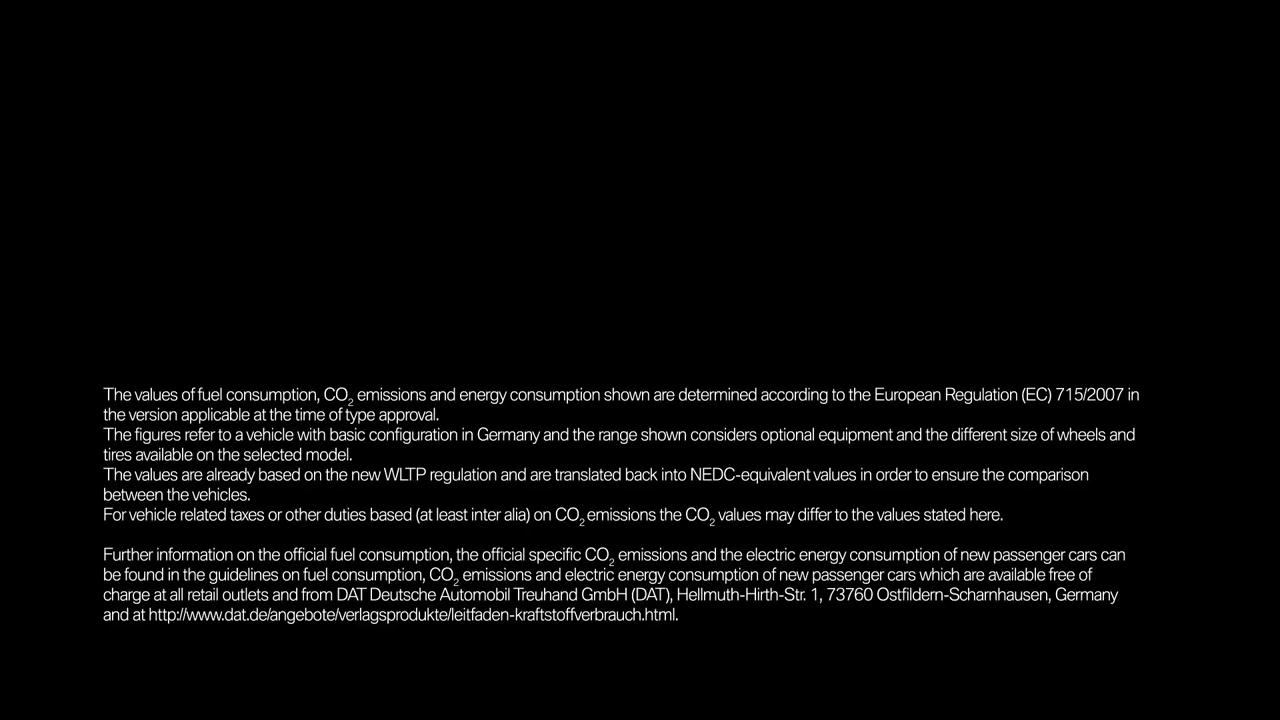 The values of fuel consumption, CO₂ emissions and energy consumption shown are determined according to the European Regulation (EC) 715/2007 in
the version applicable at the time of type approval.
The figures refer to a vehicle with basic configuration in Germany and the range shown considers optional equipment and the different size of wheels and
tires available on the selected model.
The values are already based on the new WLTP regulation and are translated back into NEDC-equivalent values in order to ensure the comparison
between the vehicles.
For vehicle related taxes or other duties based (at least inter alia) on CO₂ emissions the CO₂ values may differ to the values stated here.
Further information on the official fuel consumption, the official specific CO₂ emissions and the electric energy consumption of new passenger cars can
be found in the guidelines on fuel consumption, CO₂ emissions and electric energy consumption of new passenger cars which are available free of
charge at all retail outlets and from DAT Deutsche Automobil Treuhand GmbH (DAT), Hellmuth-Hirth-Str. 1, 73760 Ostfildern-Scharnhausen, Germany
and at http://www.dat.de/angebote/verlagsprodukte/leitfaden-kraftstoffverbrauch.html.